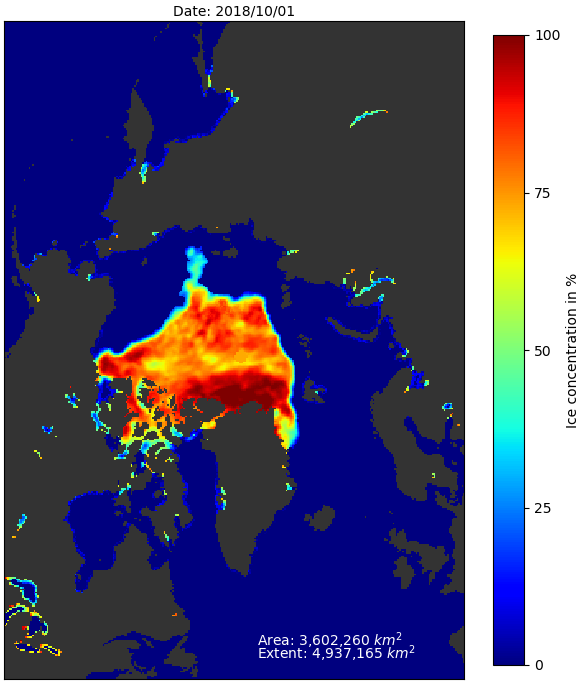 Date: 2018/10/01
100
75
50
25
0
Ice concentration in %
Area: 3,602,260 km²
Extent: 4,937,165 km²